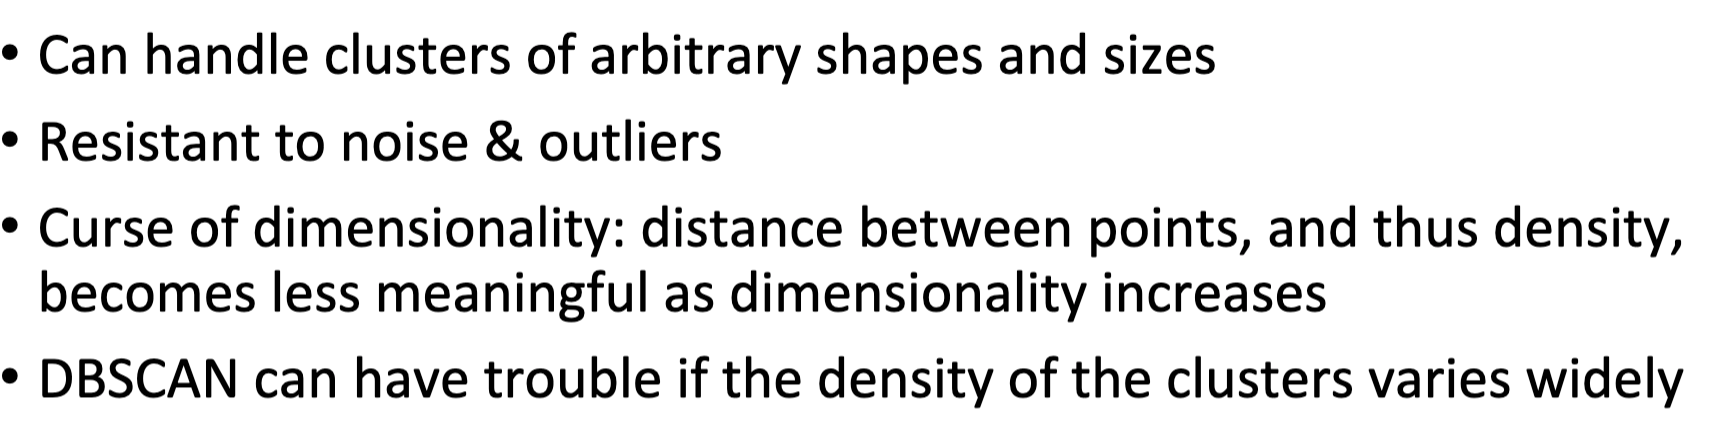 • Can handle clusters of arbitrary shapes and sizes
• Resistant to noise & outliers
• Curse of dimensionality: distance between points, and thus density,
becomes less meaningful as dimensionality increases
• DBSCAN can have trouble if the density of the clusters varies widely